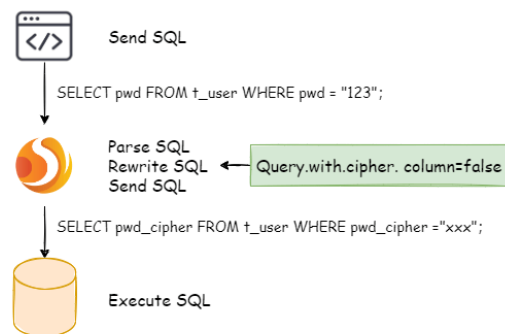 </>
Send SQL
SELECT pwd FROM t_user WHERE pwd = "123";
Parse SQL
Rewrite SQL
Send SQL
Query.with.cipher. column=false
SELECT pwd_cipher FROM t_user WHERE pwd_cipher ="xxx";
Execute SQL